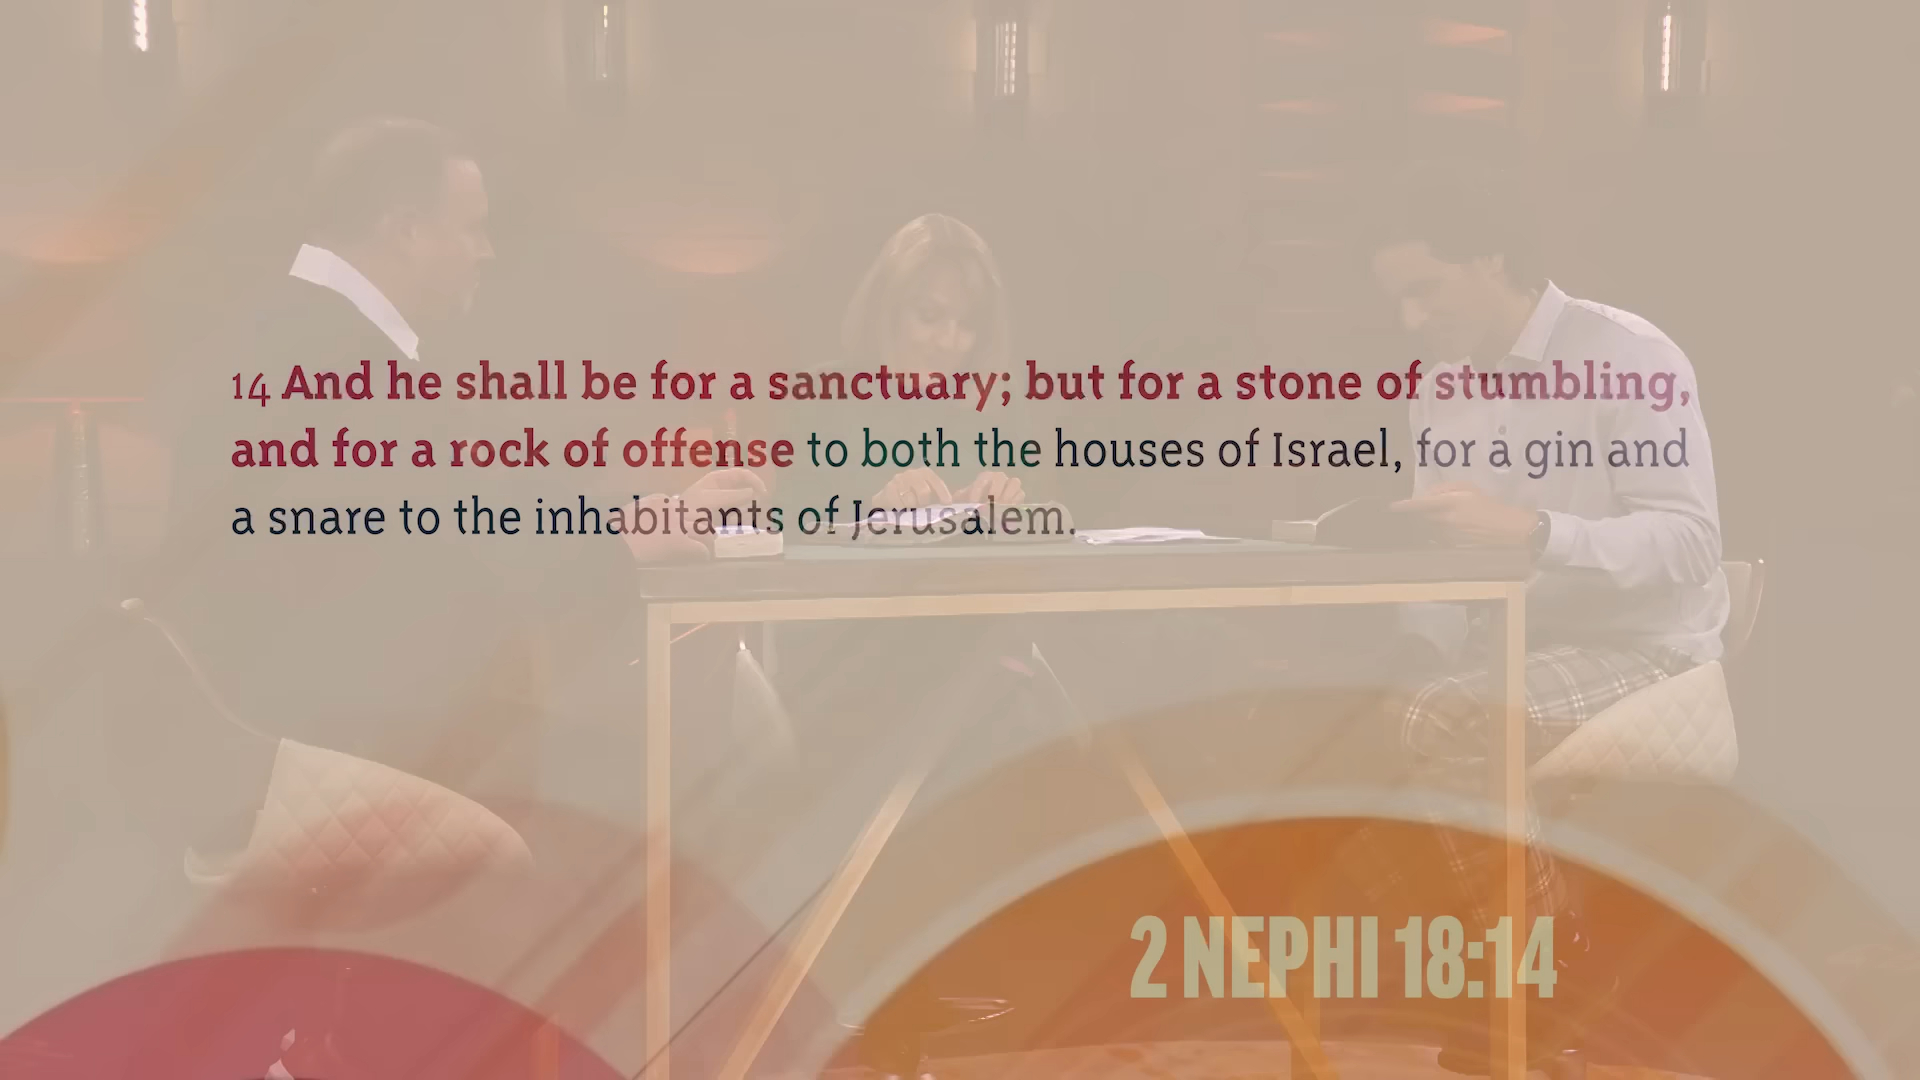 14 And he shall be for a sanctuary; but for a stone of stumbling,
and for a rock of offense to both the houses of Israel, for a gin and
a snare to the inhabitants of Jerusalem.
2 NEPHI 18:14